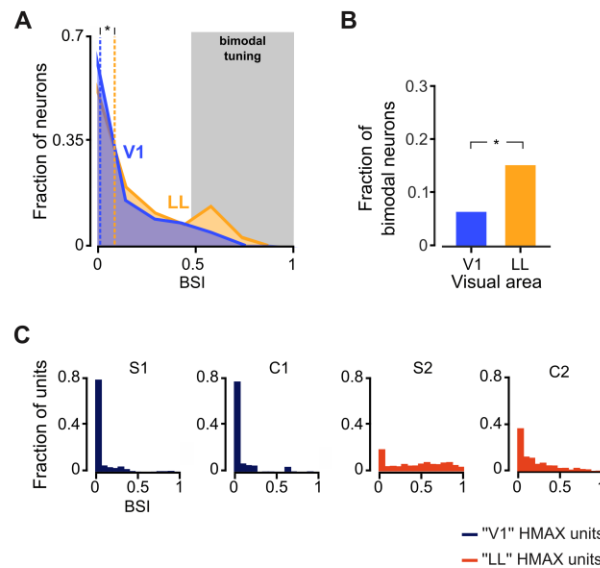 A
0.7
0.35
0
Fraction of neurons
*
bimodal
tuning
V1
LL
0
0.5
1
BSI
B
0.3
0.2
0.1
0
Fraction of
bimodal neurons
*
V1
LL
Visual area
C
Fraction of units
S1
0.8
0.4
0
0
0.5
1
BSI
C1
0.8
0.4
0
0
0.5
1
S2
0.8
0.4
0
0
0.5
1
C2
0.8
0.4
0
0
0.5
"V1" HMAX units
"LL" HMAX units